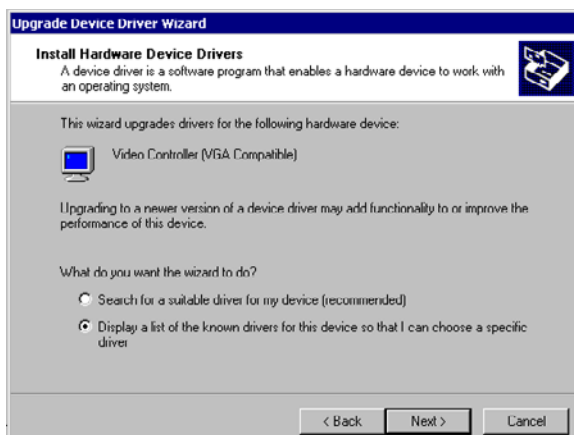 Upgrade Device Driver Wizard
Install Hardware Device Drivers
A device driver is a software program that enables a hardware device to work with
an operating system.
This wizard upgrades drivers for the following hardware device:
Video Controller (VGA Compatible)
Upgrading to a newer version of a device driver may add functionality to or improve the
performance of this device.
What do you want the wizard to do?
Search for a suitable driver for my device (recommended)
Display a list of the known drivers for this device so that I can choose a specific
driver
< Back
Next >
Cancel